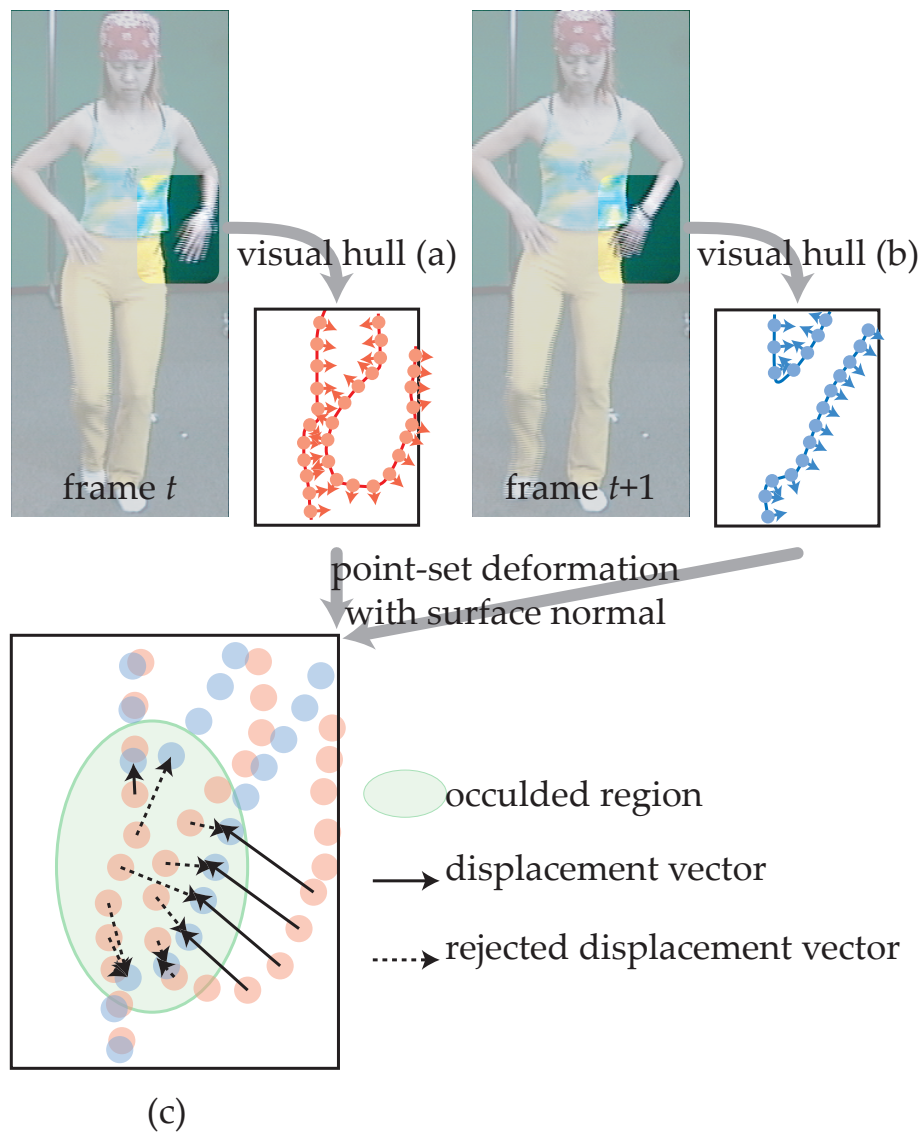 visual hull (a)
visual hull (b)
frame t
frame t+1
point-set deformation
with surface normal
occulded region
displacement vector
rejected displacement vector
(c)